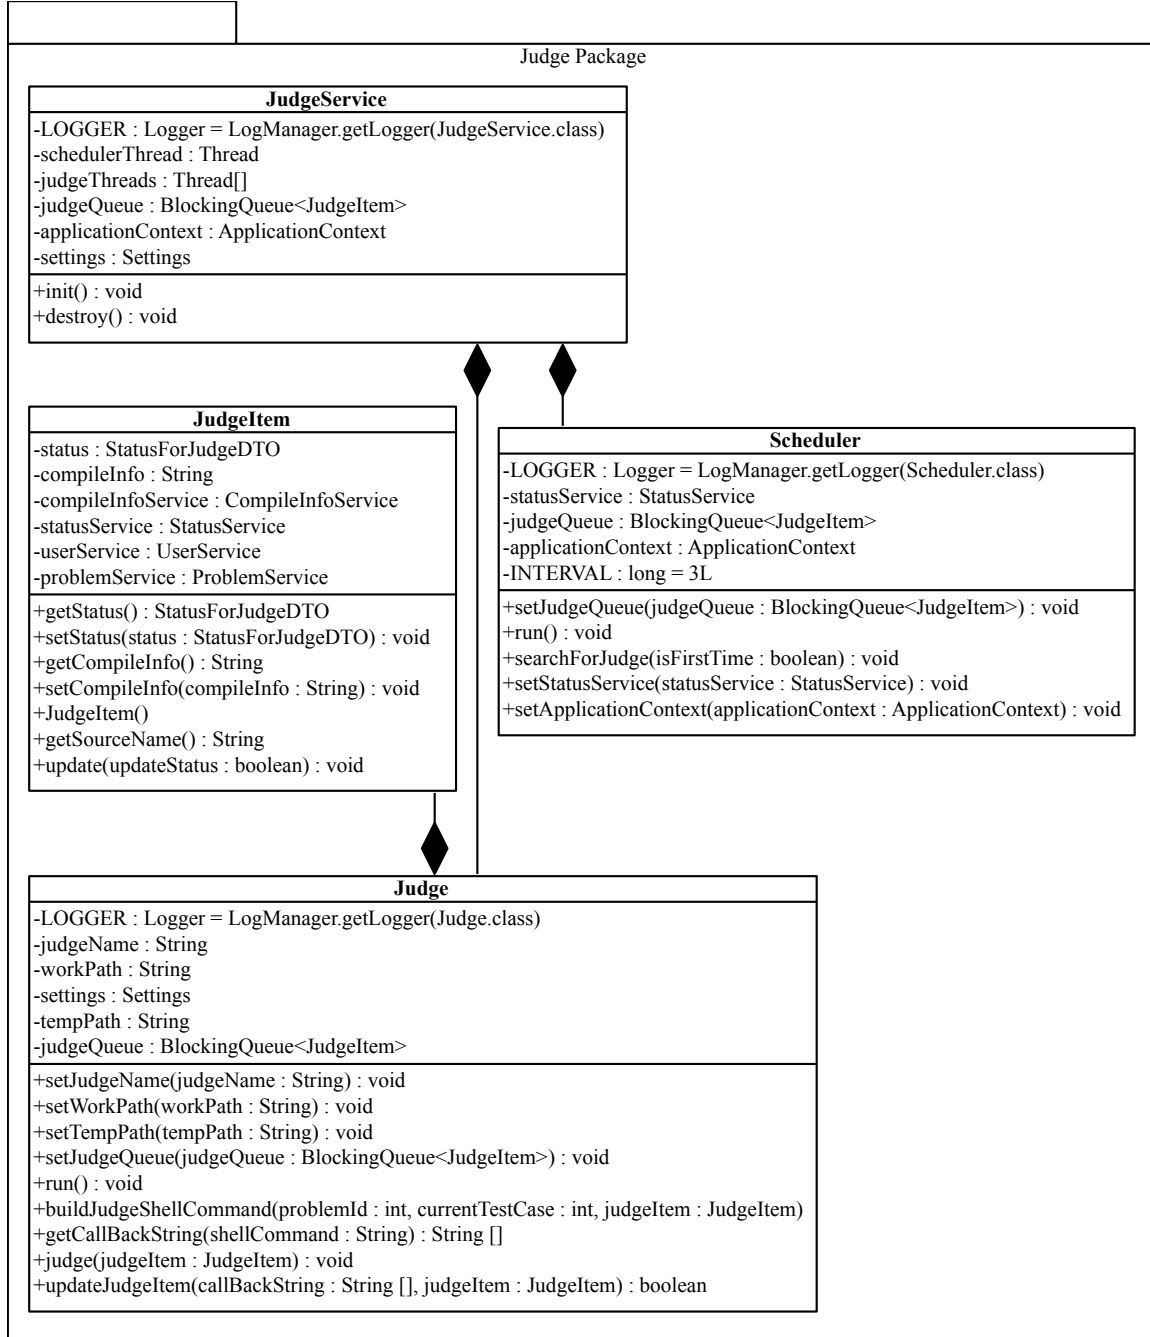 Judge Package
JudgeService
-LOGGER : Logger = LogManager.getLogger(JudgeService.class)
-schedulerThread : Thread
-judgeThreads : Thread[]
-judgeQueue : BlockingQueue<JudgeItem>
-applicationContext : ApplicationContext
-settings : Settings
+init() : void
+destroy() : void
JudgeItem
-status : StatusForJudgeDTO
-compileInfo : String
-compileInfoService : CompileInfoService
-statusService : StatusService
-userService : UserService
-problemService : ProblemService
+getStatus() : StatusForJudgeDTO
+setStatus(status : StatusForJudgeDTO) : void
+getCompileInfo() : String
+setCompileInfo(compileInfo : String) : void
+JudgeItem()
+getSourceName() : String
+update(updateStatus : boolean) : void
Scheduler
-LOGGER : Logger = LogManager.getLogger(Scheduler.class)
-statusService : StatusService
-judgeQueue : BlockingQueue<JudgeItem>
-applicationContext : ApplicationContext
-INTERVAL : long = 3L
+setJudgeQueue(judgeQueue : BlockingQueue<JudgeItem>) : void
+run() : void
+searchForJudge(isFirstTime : boolean) : void
+setStatusService(statusService : StatusService) : void
+setApplicationContext(applicationContext : ApplicationContext) : void
Judge
-LOGGER : Logger = LogManager.getLogger(Judge.class)
-judgeName : String
-workPath : String
-settings : Settings
-tempPath : String
-judgeQueue : BlockingQueue<JudgeItem>
+setJudgeName(judgeName : String) : void
+setWorkPath(workPath : String) : void
+setTempPath(tempPath : String) : void
+setJudgeQueue(judgeQueue : BlockingQueue<JudgeItem>) : void
+run() : void
+buildJudgeShellCommand(problemId : int, currentTestCase : int, judgeItem : JudgeItem)
+getCallBackString(shellCommand : String) : String []
+judge(judgeItem : JudgeItem) : void
+updateJudgeItem(callBackString : String [], judgeItem : JudgeItem) : boolean